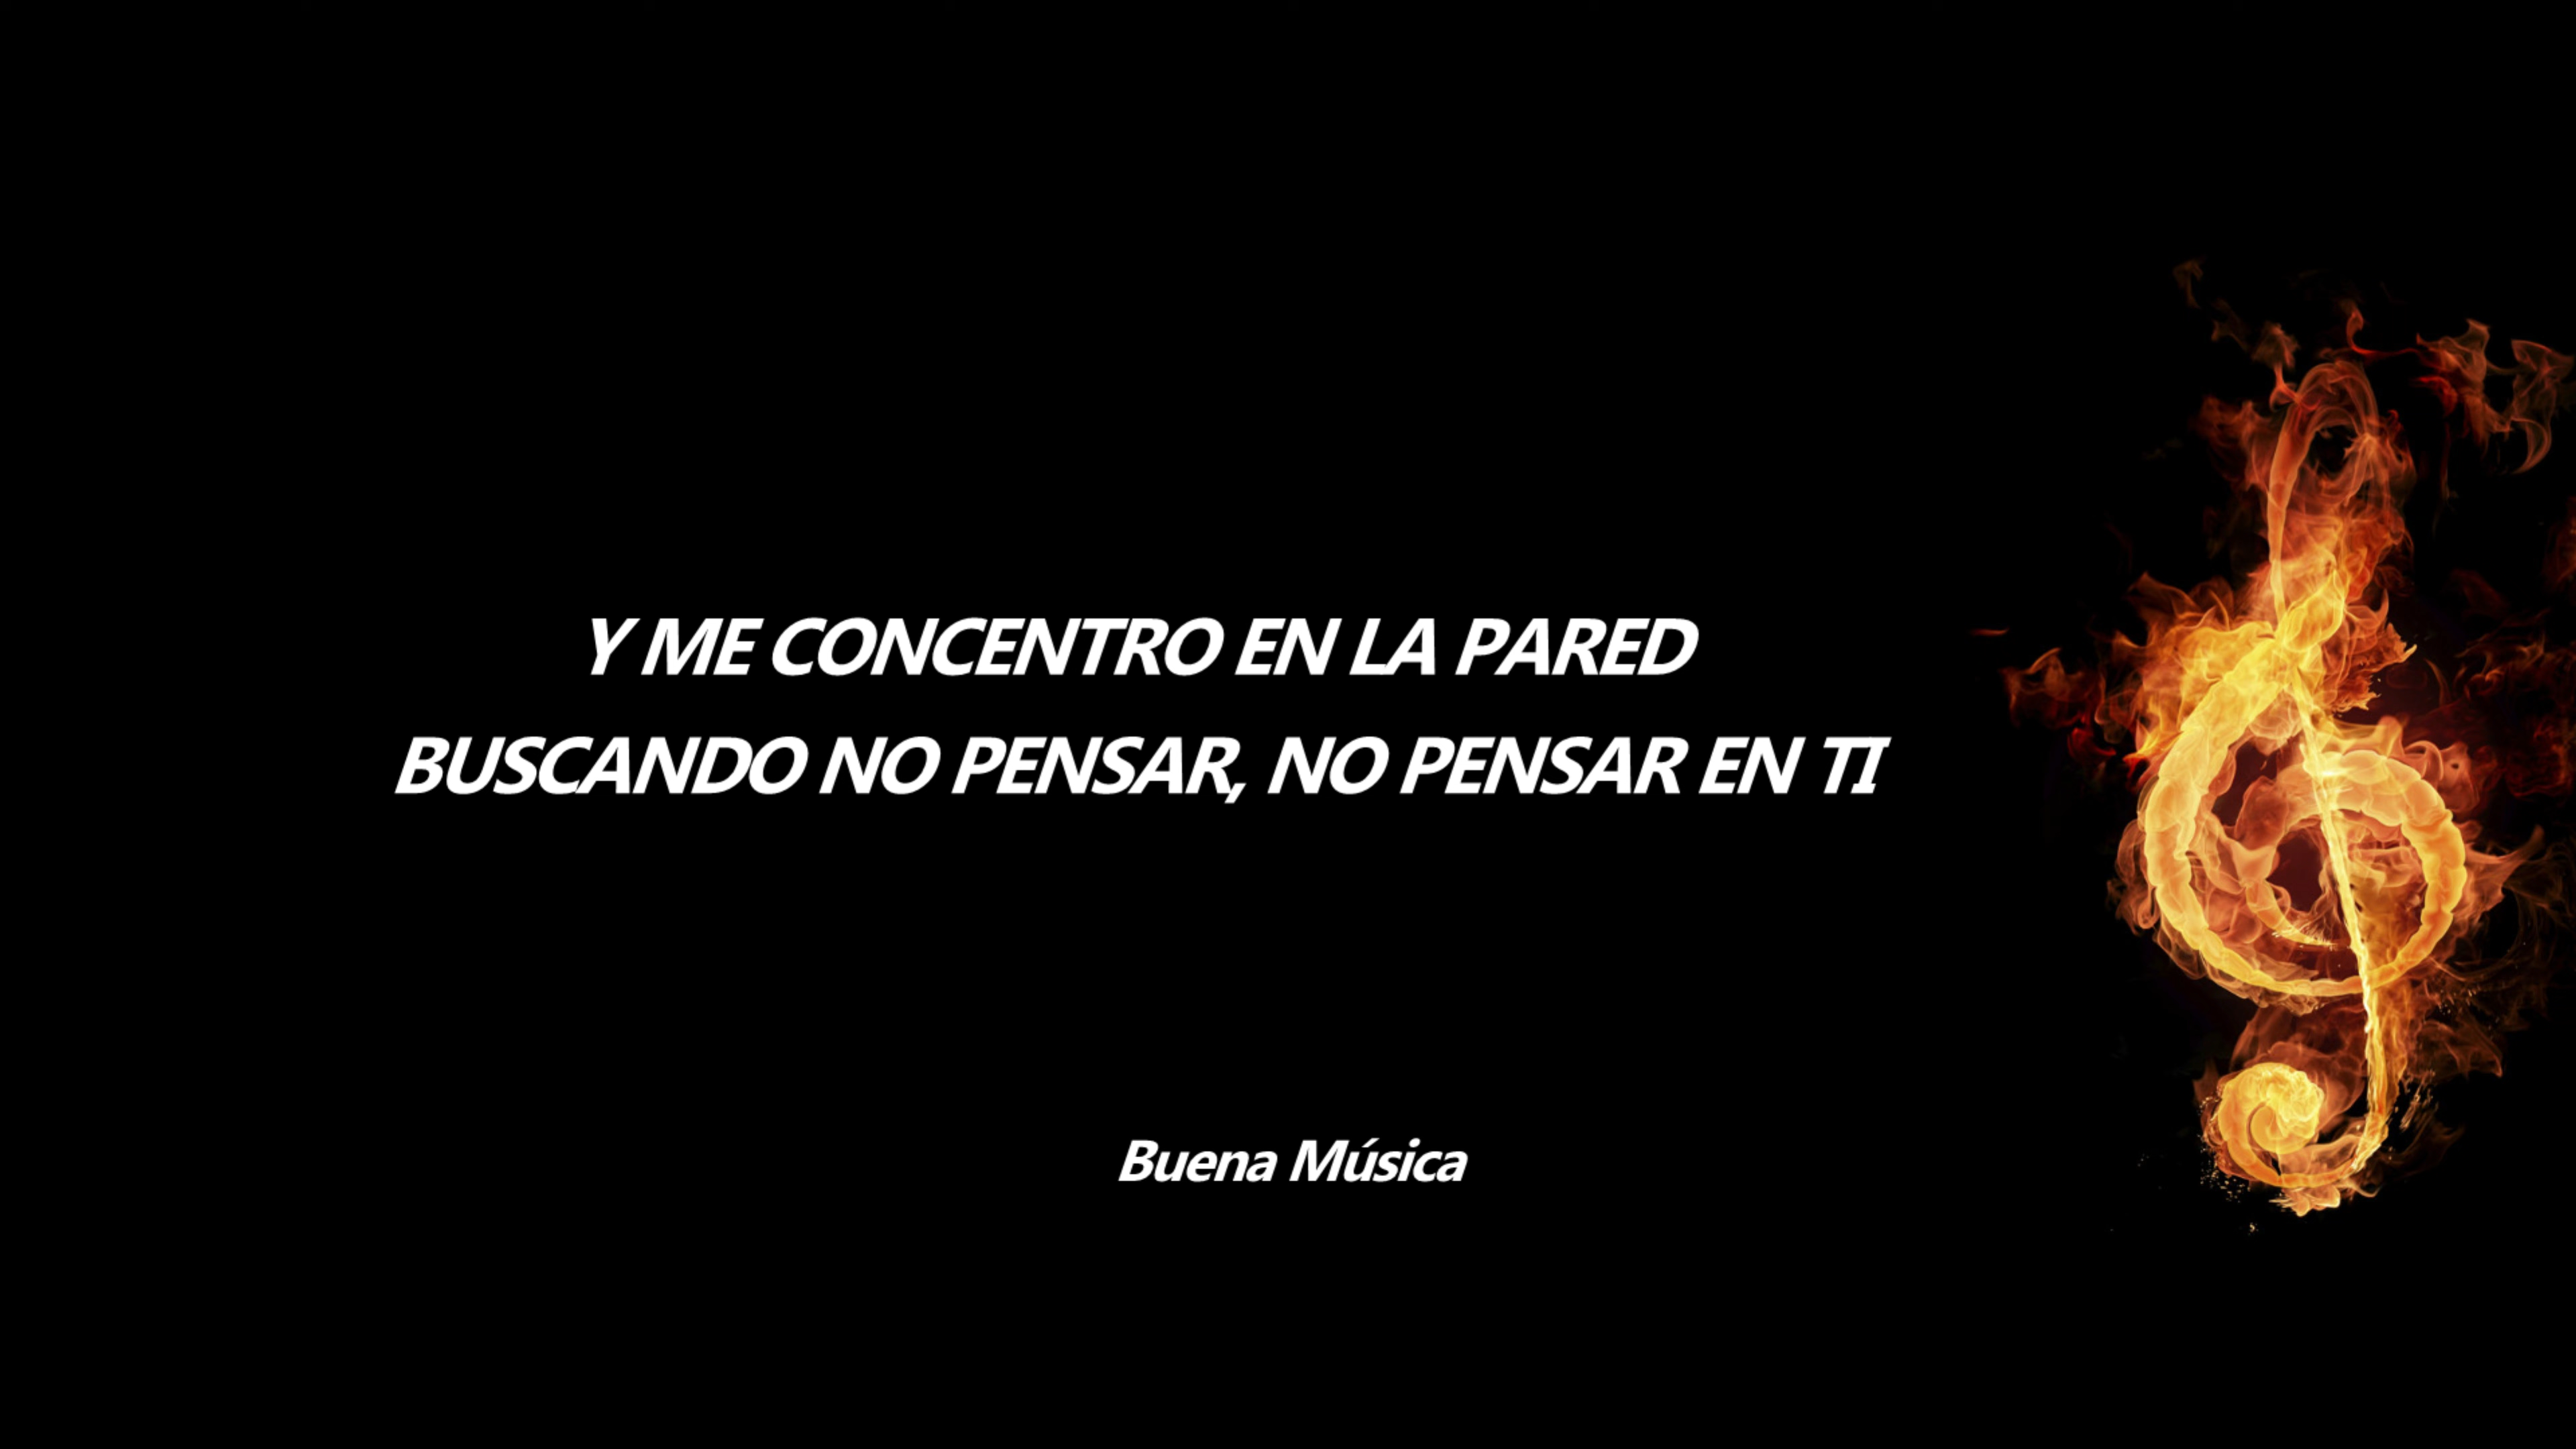 Y ME CONCENTRO EN LA PARED
BUSCANDO NO PENSAR, NO PENSAR EN TI
Buena Música